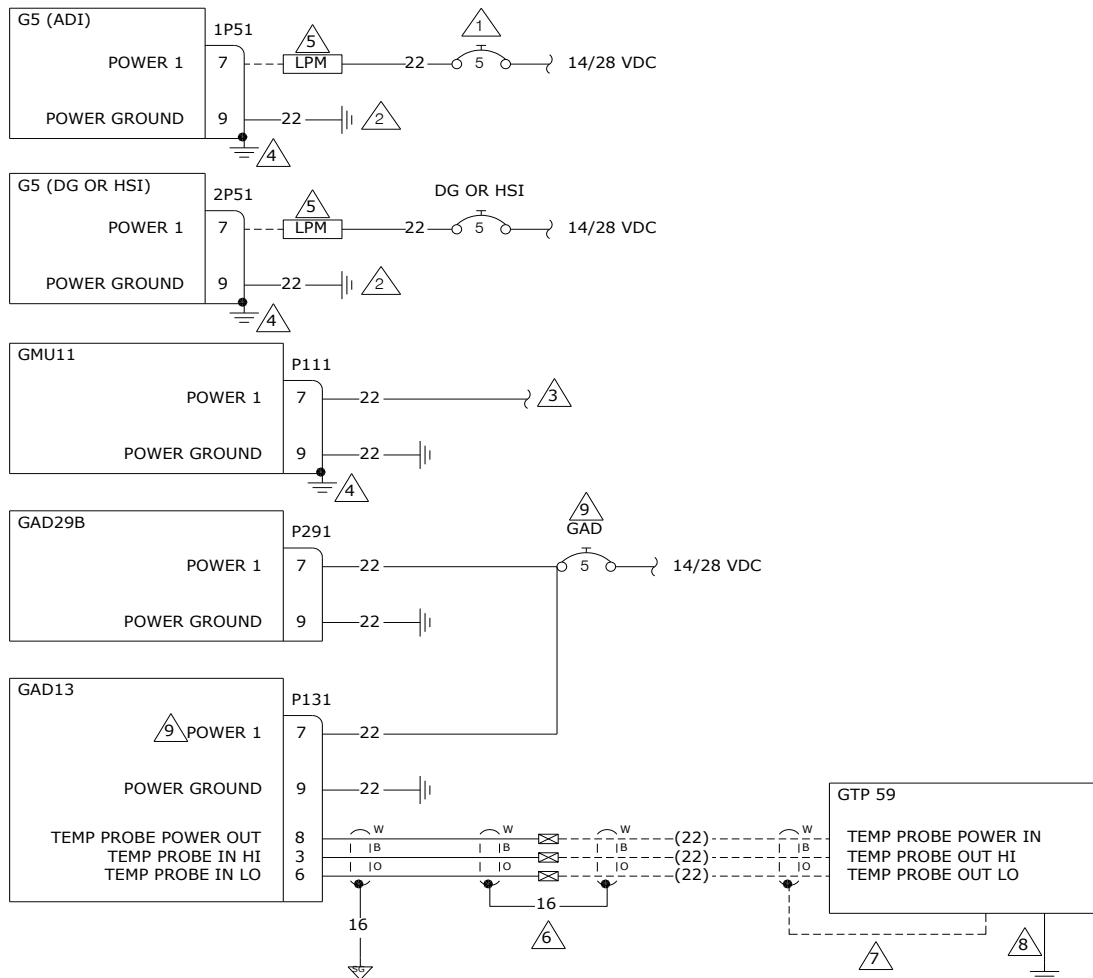 G5 (ADI)
1P51
POWER 1
7
5
LPM
22
1
5
14/28 VDC
POWER GROUND
9
22
2
4
G5 (DG OR HSI)
2P51
POWER 1
7
5
LPM
22
DG OR HSI
5
14/28 VDC
POWER GROUND
9
22
2
4
GMU11
P111
POWER 1
7
22
3
POWER GROUND
9
22
4
GAD29B
P291
POWER 1
7
22
9
GAD
5
14/28 VDC
POWER GROUND
9
22
GAD13
P131
9
POWER 1
7
22
POWER GROUND
9
22
GTP 59
TEMP PROBE POWER OUT 8 W W W (22) W TEMP PROBE POWER IN
TEMP PROBE IN HI 3 B B B (22) B TEMP PROBE OUT HI
TEMP PROBE IN LO 6 O O O (22) O TEMP PROBE OUT LO
16
16
6
7
8
SG